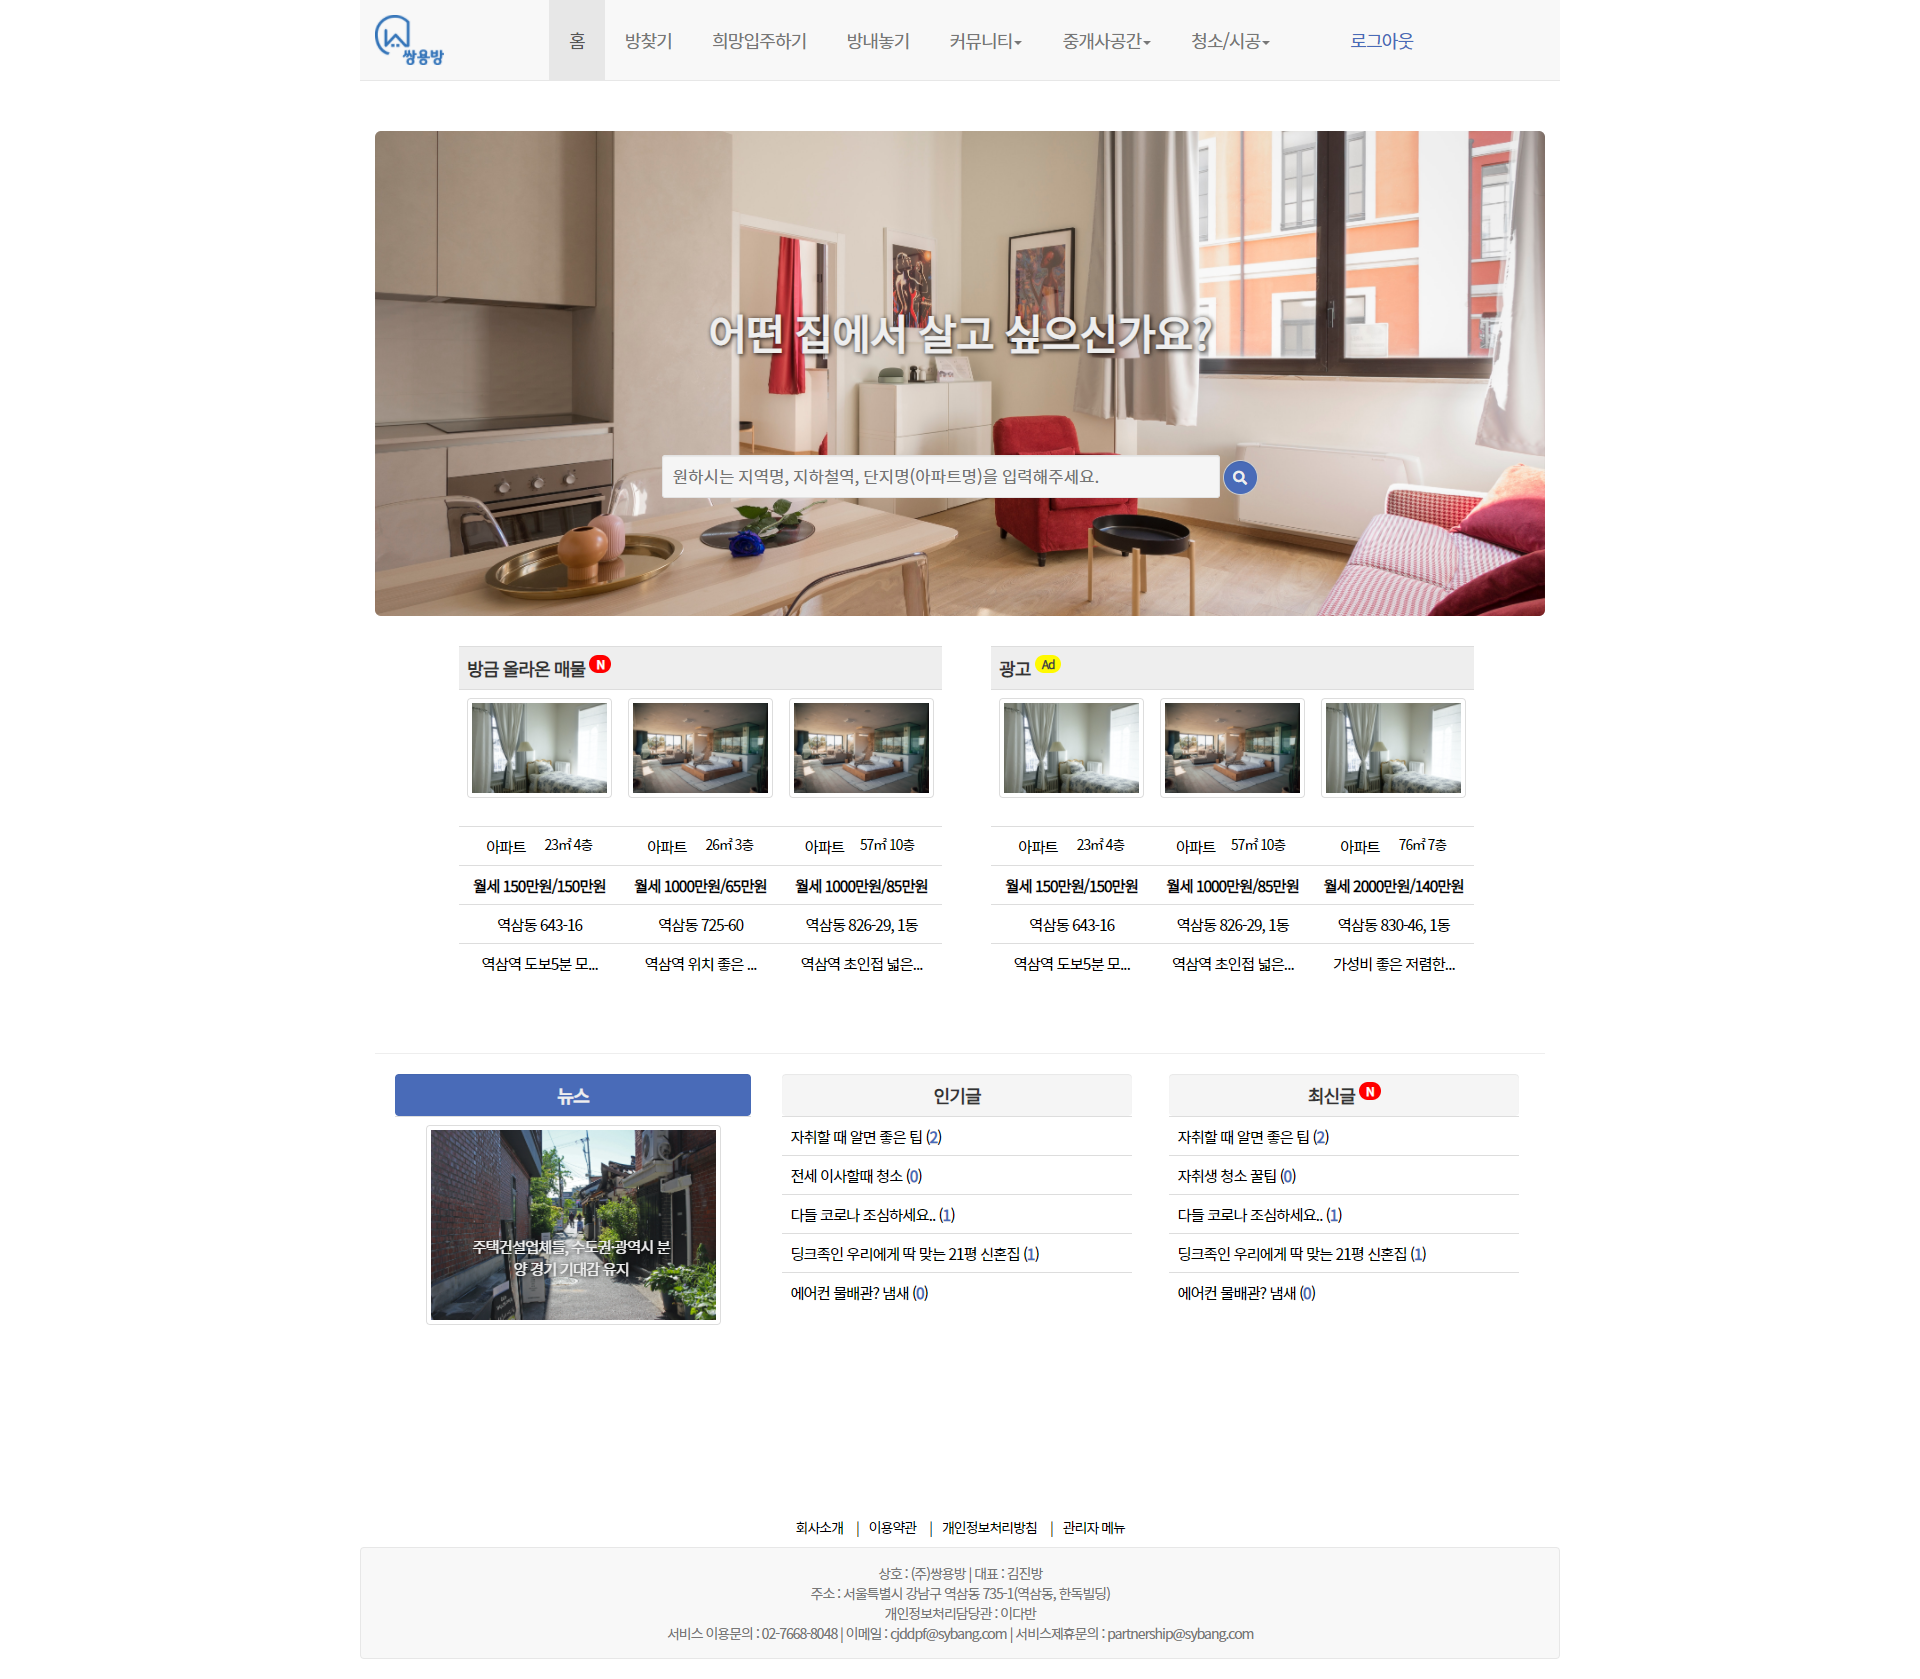 쌍용방
홈 방찾기 희망입주하기 방내놓기 커뮤니티 중개사공간 청소/시공 로그아웃
어떤 집에서 살고 싶으신가요?
원하시는 지역명, 지하철역, 단지명(아파트명)을 입력해주세요.
방금 올라온 매물 N
아파트 23㎡ 4층 아파트 26㎡ 3층 아파트 57㎡ 10층
월세 150만원/150만원 월세 1000만원/65만원 월세 1000만원/85만원
역삼동 643-16 역삼동 725-60 역삼동 826-29, 1동
역삼역 도보5분 모... 역삼역 위치 좋은 ... 역삼역 초인접 넓은...
광고 Ad
아파트 23㎡ 4층 아파트 57㎡ 10층 아파트 76㎡ 7층
월세 150만원/150만원 월세 1000만원/85만원 월세 2000만원/140만원
역삼동 643-16 역삼동 826-29, 1동 역삼동 830-46, 1동
역삼역 도보5분 모... 역삼역 초인접 넓은... 가성비 좋은 저렴한...
뉴스
주택건설업체들, 수도권·광역시 분
양 경기 기대감 유지
인기글
자취할 때 알면 좋은 팁 (2)
전세 이사할때 청소 (0)
다들 코로나 조심하세요.. (1)
딩크족인 우리에게 딱 맞는 21평 신혼집 (1)
에어컨 물배관? 냄새 (0)
최신글 N
자취할 때 알면 좋은 팁 (2)
자취생 청소 꿀팁 (0)
다들 코로나 조심하세요.. (1)
딩크족인 우리에게 딱 맞는 21평 신혼집 (1)
에어컨 물배관? 냄새 (0)
회사소개 | 이용약관 | 개인정보처리방침 | 관리자 메뉴
상호 : (주)쌍용방 | 대표 : 김진방
주소 : 서울특별시 강남구 역삼동 735-1(역삼동, 한독빌딩)
개인정보처리담당관 : 이다반
서비스 이용문의 : 02-7668-8048 | 이메일 : cjddpf@sybang.com | 서비스제휴문의 : partnership@sybang.com